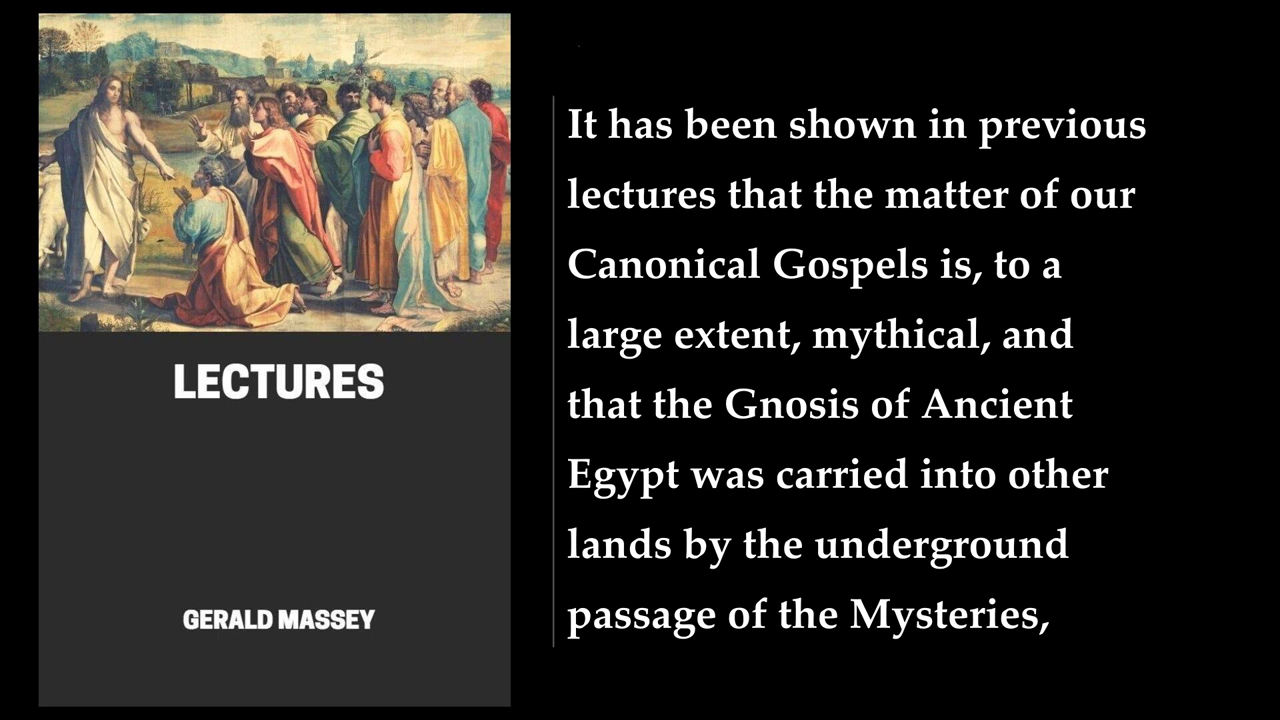 LECTURES
GERALD MASSEY
It has been shown in previous
lectures that the matter of our
Canonical Gospels is, to a
large extent, mythical, and
that the Gnosis of Ancient
Egypt was carried into other
lands by the underground
passage of the Mysteries,